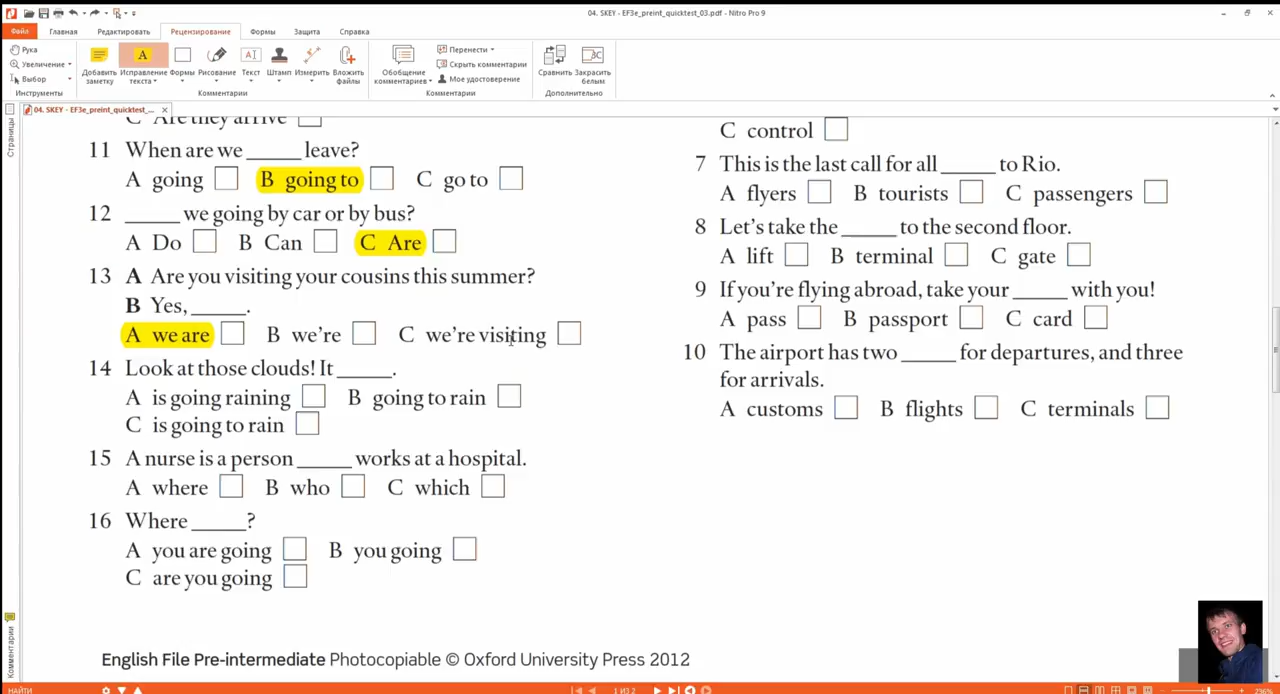 04. SKEY - EF3e_preint_quicktest_03.pdf - Nitro Pro 9
Файл Главная Редактировать Рецензирование Формы Защита Справка
Рука
Увеличение
Выбор
Инструменты
Добавить заметку
Исправление текста
Формы
Рисование
Текст
Штамп
Измерить
Вложить файлы
Комментарии
Обобщение комментариев
Перенести
Скрыть комментарии
Мое удостоверение
Комментарии
Сравнить
Закрасить белым
Дополнительно
04. SKEY - EF3e_preint_quicktest_...
Страницы
C Are they arrive
11 When are we _____ leave?
A going B going to C go to
12 _____ we going by car or by bus?
A Do B Can C Are
13 A Are you visiting your cousins this summer?
B Yes, _____.
A we are B we're C we're visiting
14 Look at those clouds! It _____.
A is going raining B going to rain
C is going to rain
15 A nurse is a person _____ works at a hospital.
A where B who C which
16 Where _____?
A you are going B you going
C are you going
C control
7 This is the last call for all _____ to Rio.
A flyers B tourists C passengers
8 Let's take the _____ to the second floor.
A lift B terminal C gate
9 If you're flying abroad, take your _____ with you!
A pass B passport C card
10 The airport has two _____ for departures, and three
for arrivals.
A customs B flights C terminals
English File Pre-intermediate Photocopiable © Oxford University Press 2012
Комментарии
НАЙТИ
1 ИЗ 2
236%